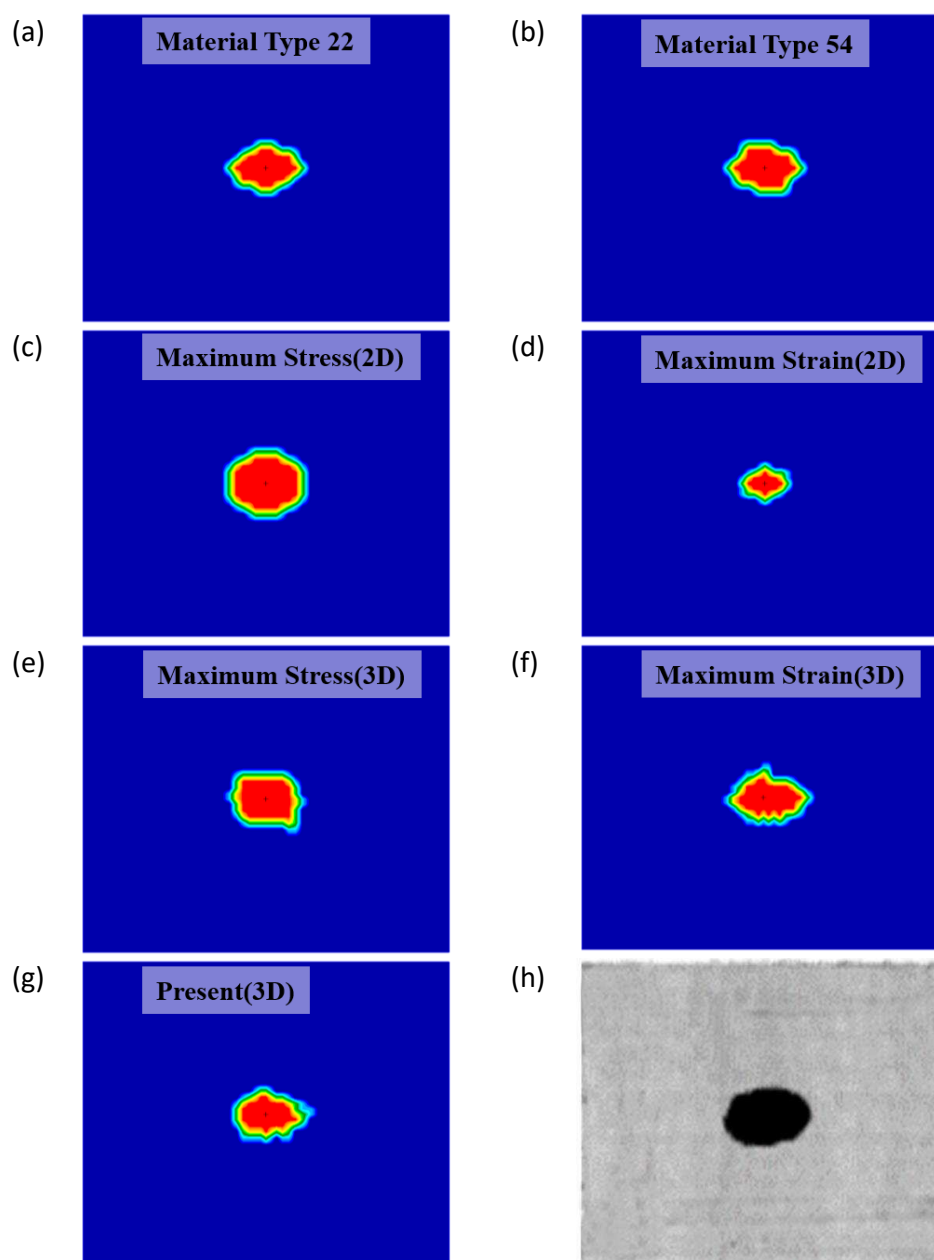 (a)
Material Type 22
(b)
Material Type 54
(c)
Maximum Stress(2D)
(d)
Maximum Strain(2D)
(e)
Maximum Stress(3D)
(f)
Maximum Strain(3D)
(g)
Present(3D)
(h)